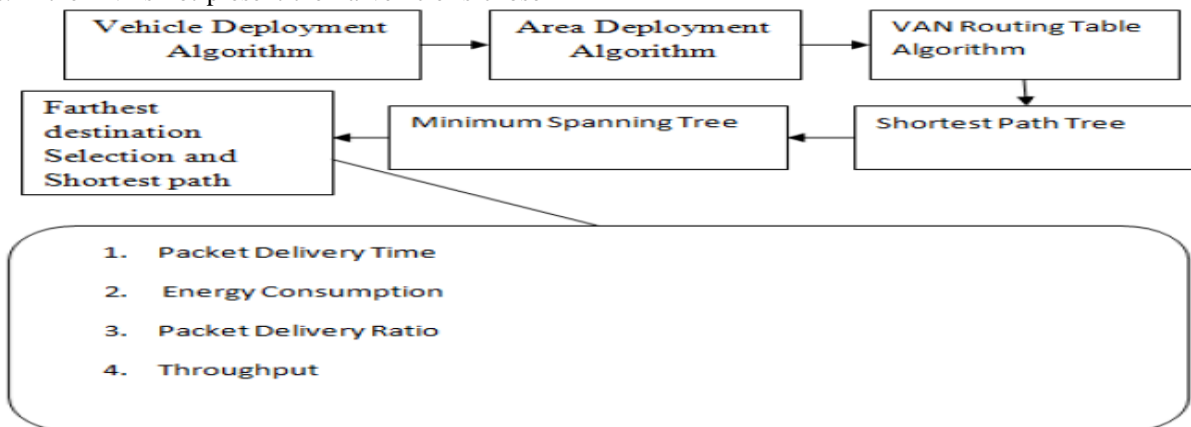 Vehicle Deployment
Algorithm
Area Deployment
Algorithm
VAN Routing Table
Algorithm
Farthest
destination
Selection and
Shortest path
Minimum Spanning Tree
Shortest Path Tree
1. Packet Delivery Time
2. Energy Consumption
3. Packet Delivery Ratio
4. Throughput